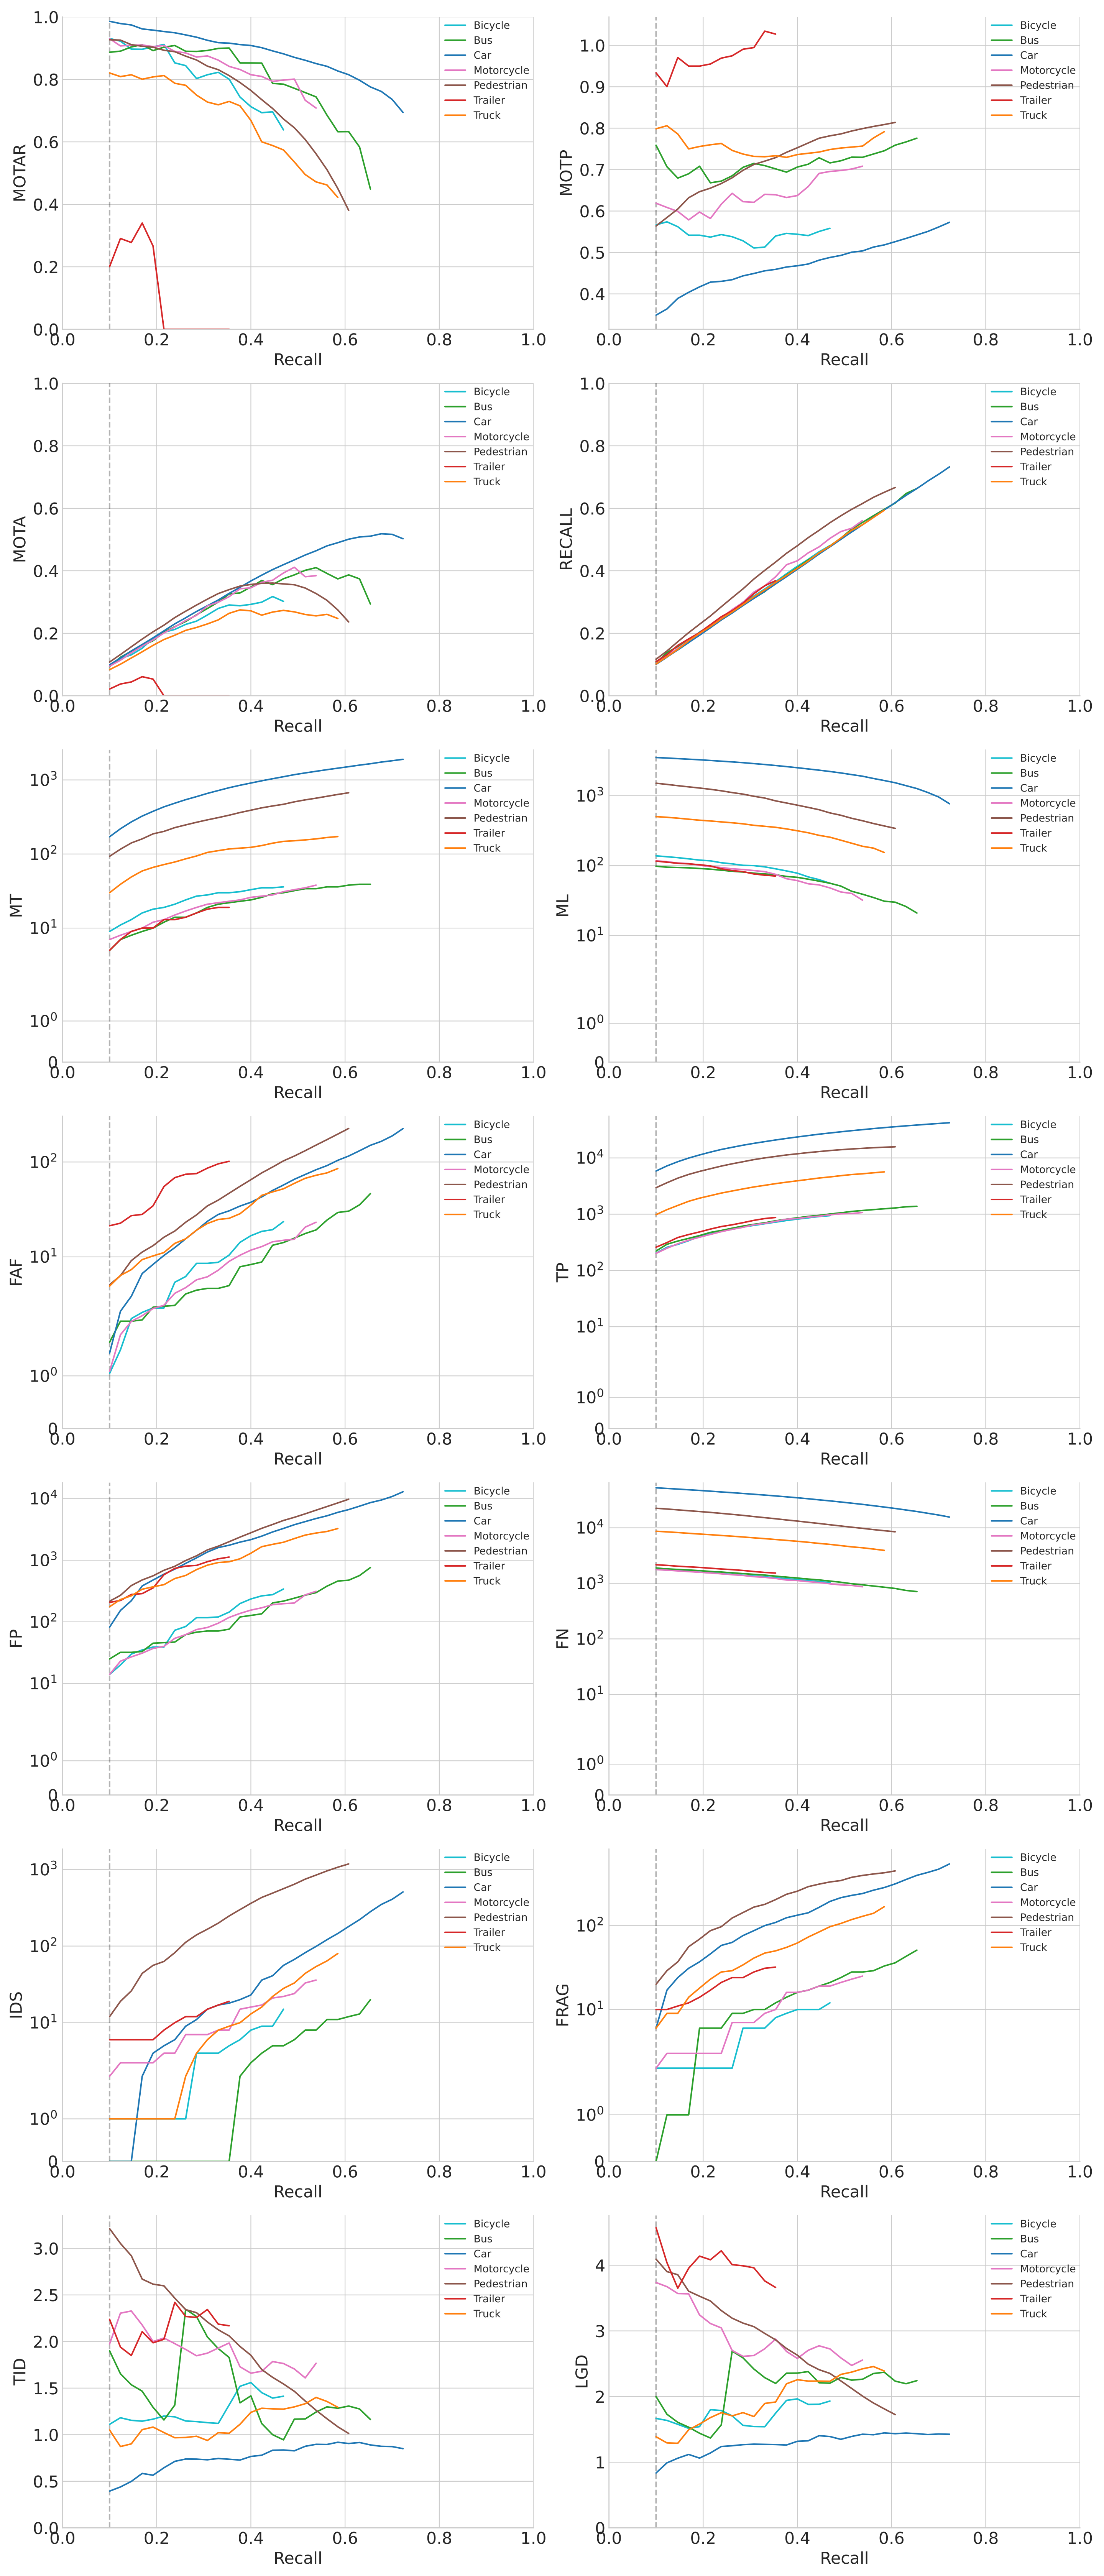 MOTAR
1.0
0.8
0.6
0.4
0.2
0.0
0.0 0.2 0.4 0.6 0.8 1.0
Recall
Bicycle
Bus
Car
Motorcycle
Pedestrian
Trailer
Truck
MOTP
1.0
0.9
0.8
0.7
0.6
0.5
0.4
0.0 0.2 0.4 0.6 0.8 1.0
Recall
Bicycle
Bus
Car
Motorcycle
Pedestrian
Trailer
Truck
MOTA
1.0
0.8
0.6
0.4
0.2
0.0
0.0 0.2 0.4 0.6 0.8 1.0
Recall
Bicycle
Bus
Car
Motorcycle
Pedestrian
Trailer
Truck
RECALL
1.0
0.8
0.6
0.4
0.2
0.0
0.0 0.2 0.4 0.6 0.8 1.0
Recall
Bicycle
Bus
Car
Motorcycle
Pedestrian
Trailer
Truck
MT
10³
10²
10¹
10⁰
0
0.0 0.2 0.4 0.6 0.8 1.0
Recall
Bicycle
Bus
Car
Motorcycle
Pedestrian
Trailer
Truck
ML
10³
10²
10¹
10⁰
0
0.0 0.2 0.4 0.6 0.8 1.0
Recall
Bicycle
Bus
Car
Motorcycle
Pedestrian
Trailer
Truck
FAF
10²
10¹
10⁰
0
0.0 0.2 0.4 0.6 0.8 1.0
Recall
Bicycle
Bus
Car
Motorcycle
Pedestrian
Trailer
Truck
TP
10⁴
10³
10²
10¹
10⁰
0
0.0 0.2 0.4 0.6 0.8 1.0
Recall
Bicycle
Bus
Car
Motorcycle
Pedestrian
Trailer
Truck
FP
10⁴
10³
10²
10¹
10⁰
0
0.0 0.2 0.4 0.6 0.8 1.0
Recall
Bicycle
Bus
Car
Motorcycle
Pedestrian
Trailer
Truck
FN
10⁴
10³
10²
10¹
10⁰
0
0.0 0.2 0.4 0.6 0.8 1.0
Recall
Bicycle
Bus
Car
Motorcycle
Pedestrian
Trailer
Truck
IDS
10³
10²
10¹
10⁰
0
0.0 0.2 0.4 0.6 0.8 1.0
Recall
Bicycle
Bus
Car
Motorcycle
Pedestrian
Trailer
Truck
FRAG
10²
10¹
10⁰
0
0.0 0.2 0.4 0.6 0.8 1.0
Recall
Bicycle
Bus
Car
Motorcycle
Pedestrian
Trailer
Truck
TID
3.0
2.5
2.0
1.5
1.0
0.5
0.0
0.0 0.2 0.4 0.6 0.8 1.0
Recall
Bicycle
Bus
Car
Motorcycle
Pedestrian
Trailer
Truck
LGD
4
3
2
1
0
0.0 0.2 0.4 0.6 0.8 1.0
Recall
Bicycle
Bus
Car
Motorcycle
Pedestrian
Trailer
Truck